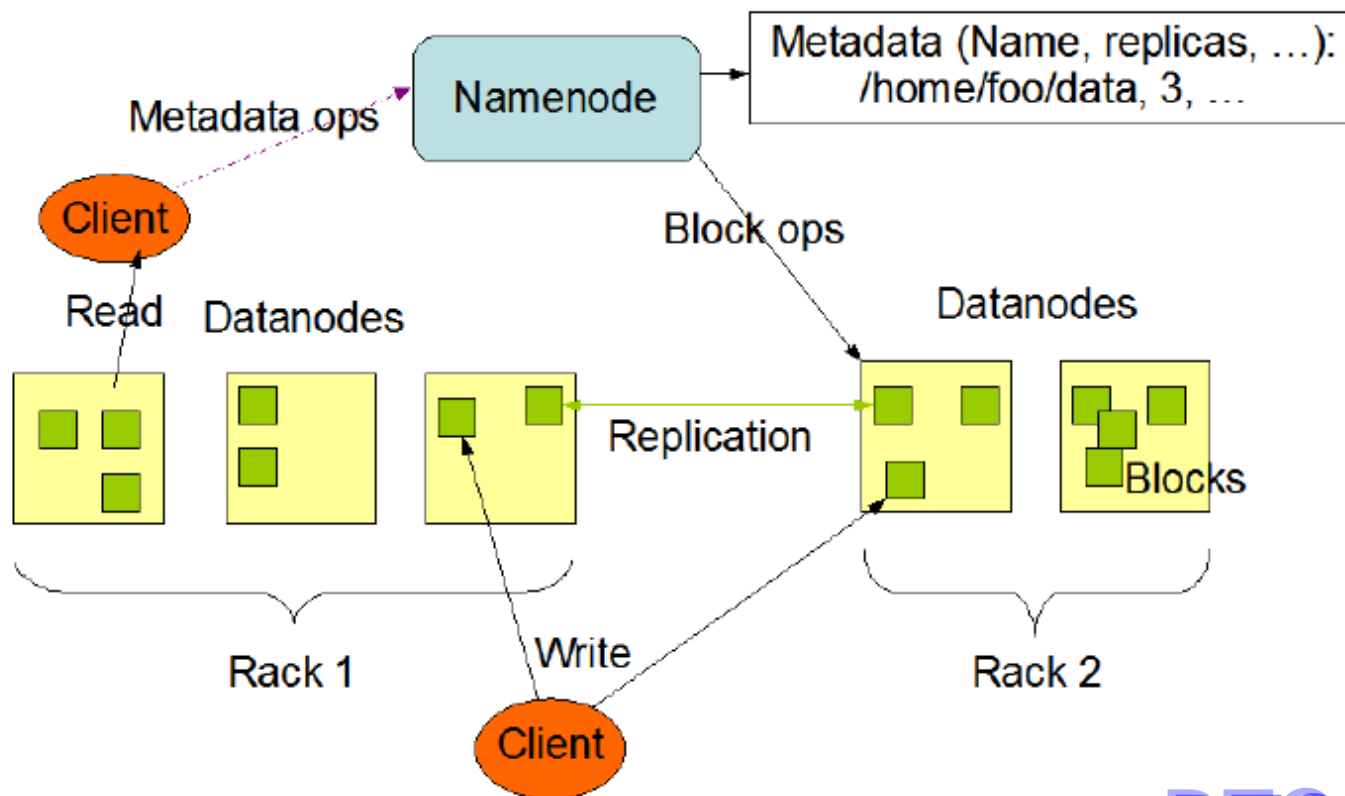 Metadata (Name, replicas, …):
/home/foo/data, 3, …
Namenode
Metadata ops
Client
Block ops
Read
Datanodes
Datanodes
Replication
Blocks
Rack 1
Write
Rack 2
Client